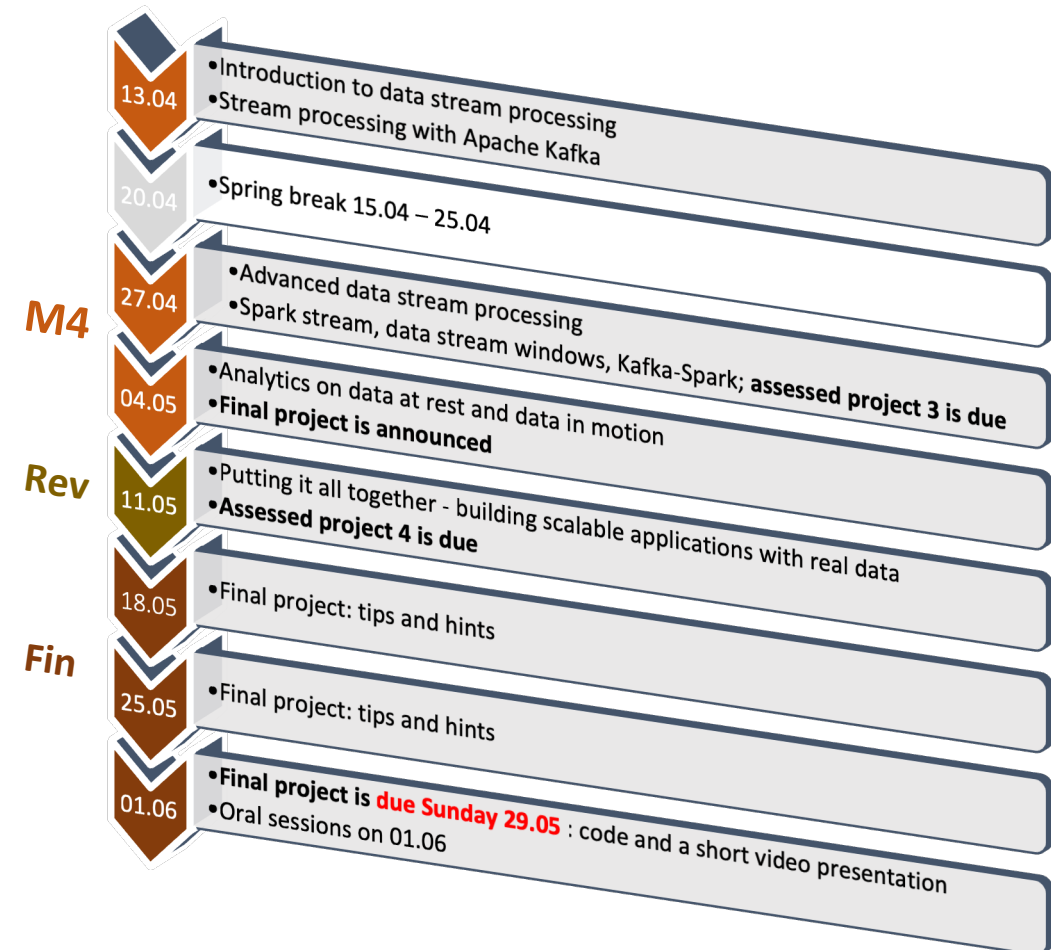 13.04
•Introduction to data stream processing
•Stream processing with Apache Kafka
20.04
•Spring break 15.04 – 25.04
M4
27.04
•Advanced data stream processing
•Spark stream, data stream windows, Kafka-Spark; assessed project 3 is due
04.05
•Analytics on data at rest and data in motion
•Final project is announced
Rev
11.05
•Putting it all together - building scalable applications with real data
•Assessed project 4 is due
18.05
•Final project: tips and hints
Fin
25.05
•Final project: tips and hints
01.06
•Final project is due Sunday 29.05 : code and a short video presentation
•Oral sessions on 01.06